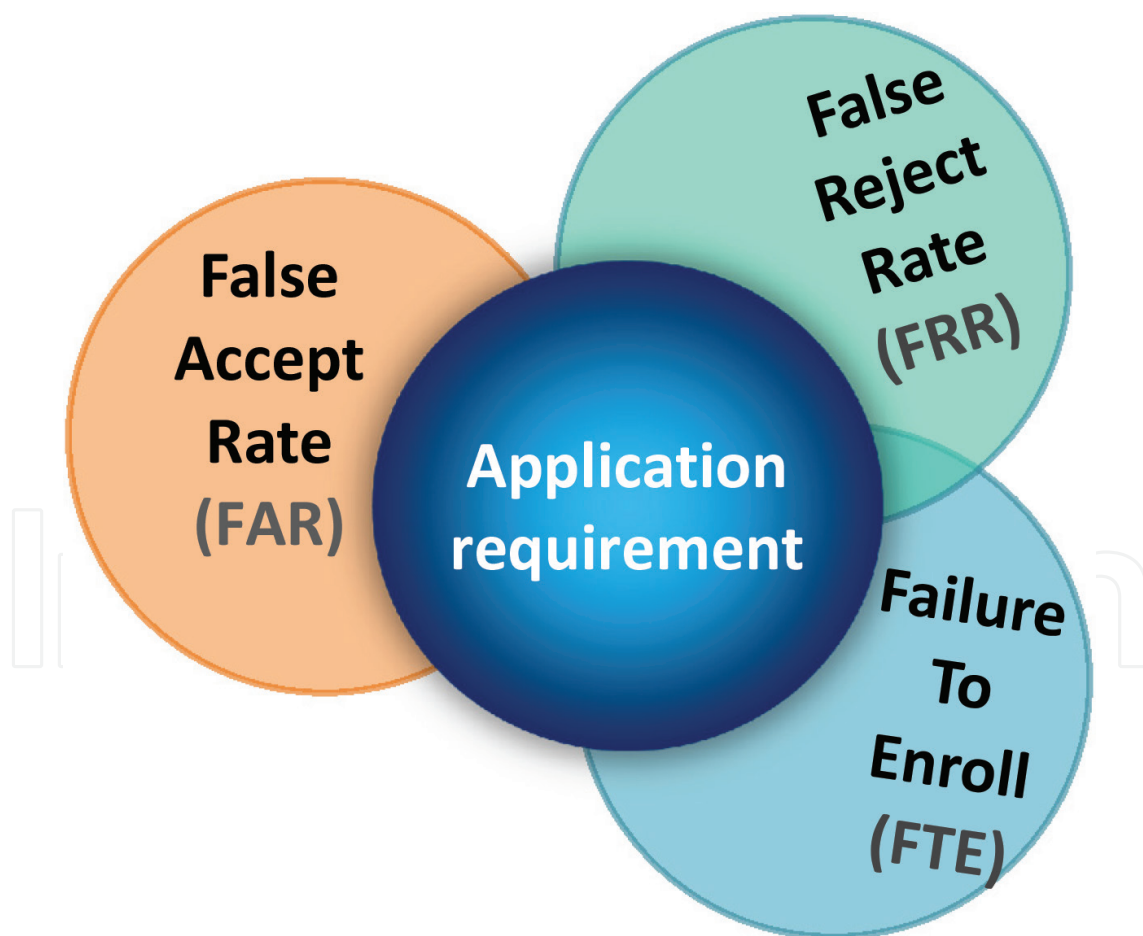 False
Accept
Rate
(FAR)
False
Reject
Rate
(FRR)
Application
requirement
Failure
To
Enroll
(FTE)